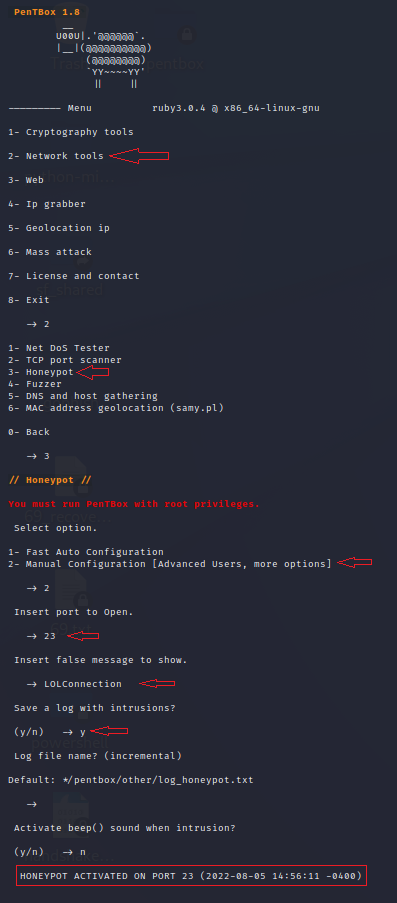 PenTBox 1.8
__
U00U|.'@@@@@@`.
|__|(@@@@@@@@@@)
(@@@@@@@@)
`YY~~~~YY'
||    ||
--------- Menu          ruby3.0.4 @ x86_64-linux-gnu
1- Cryptography tools
2- Network tools
3- Web
4- Ip grabber
5- Geolocation ip
6- Mass attack
7- License and contact
8- Exit
-> 2
1- Net DoS Tester
2- TCP port scanner
3- Honeypot
4- Fuzzer
5- DNS and host gathering
6- MAC address geolocation (samy.pl)
0- Back
-> 3
// Honeypot //
You must run PenTBox with root privileges.
Select option.
1- Fast Auto Configuration
2- Manual Configuration [Advanced Users, more options]
-> 2
Insert port to Open.
-> 23
Insert false message to show.
-> LOLConnection
Save a log with intrusions?
(y/n)   -> y
Log file name? (incremental)
Default: */pentbox/other/log_honeypot.txt
->
Activate beep() sound when intrusion?
(y/n)   -> n
HONEYPOT ACTIVATED ON PORT 23 (2022-08-05 14:56:11 -0400)